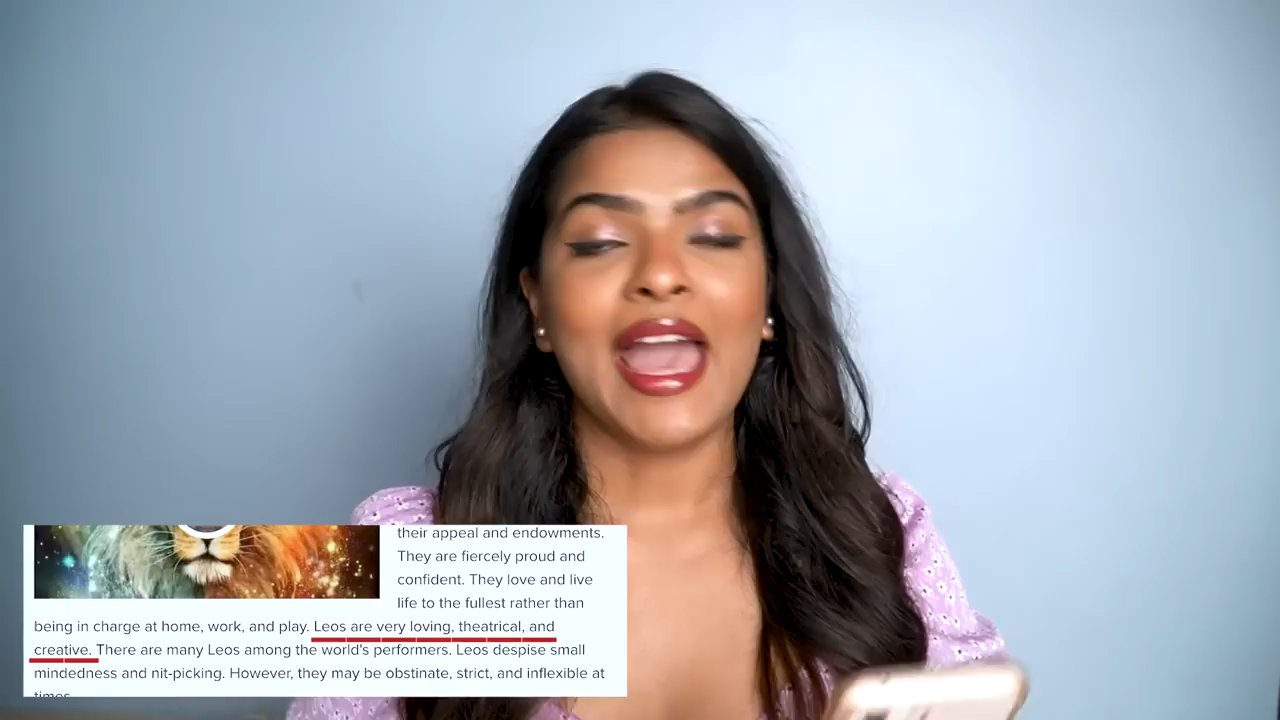 their appeal and endowments.
They are fiercely proud and
confident. They love and live
life to the fullest rather than
being in charge at home, work, and play. Leos are very loving, theatrical, and
creative. There are many Leos among the world's performers. Leos despise small
mindedness and nit-picking. However, they may be obstinate, strict, and inflexible at
times.